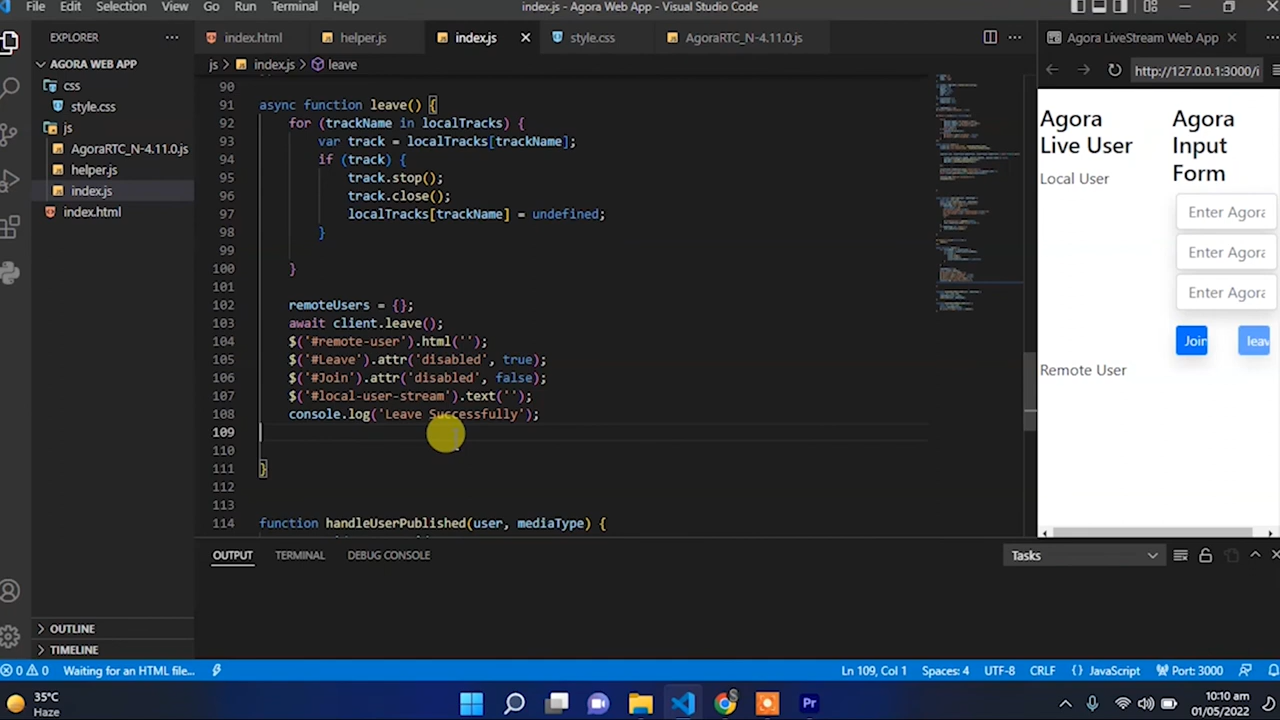 File Edit Selection View Go Run Terminal Help
index.js - Agora Web App - Visual Studio Code
EXPLORER
AGORA WEB APP
css
style.css
js
AgoraRTC_N-4.11.0.js
helper.js
index.js
index.html
OUTLINE
TIMELINE
index.html helper.js index.js style.css AgoraRTC_N-4.11.0.js
js > index.js > leave
90
91 async function leave() {
92 for (trackName in localTracks) {
93 var track = localTracks[trackName];
94 if (track) {
95 track.stop();
96 track.close();
97 localTracks[trackName] = undefined;
98 }
99
100 }
101
102 remoteUsers = {};
103 await client.leave();
104 $('#remote-user').html('');
105 $('#Leave').attr('disabled', true);
106 $('#Join').attr('disabled', false);
107 $('#local-user-stream').text('');
108 console.log('Leave Successfully');
109
110
111 }
112
113
114 function handleUserPublished(user, mediaType) {
OUTPUT TERMINAL DEBUG CONSOLE
Tasks
Agora LiveStream Web App
http://127.0.0.1:3000/i
Agora
Live User
Local User
Remote User
Agora
Input
Form
Enter Agora
Enter Agora
Enter Agora
Join leav
0 0 Waiting for an HTML file...
Ln 109, Col 1 Spaces: 4 UTF-8 CRLF {} JavaScript Port: 3000
35°C
Haze
Pr
10:10 am
01/05/2022